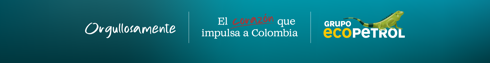 Orgullosamente
El que
impulsa a Colombia
GRUPO
ecopetrol